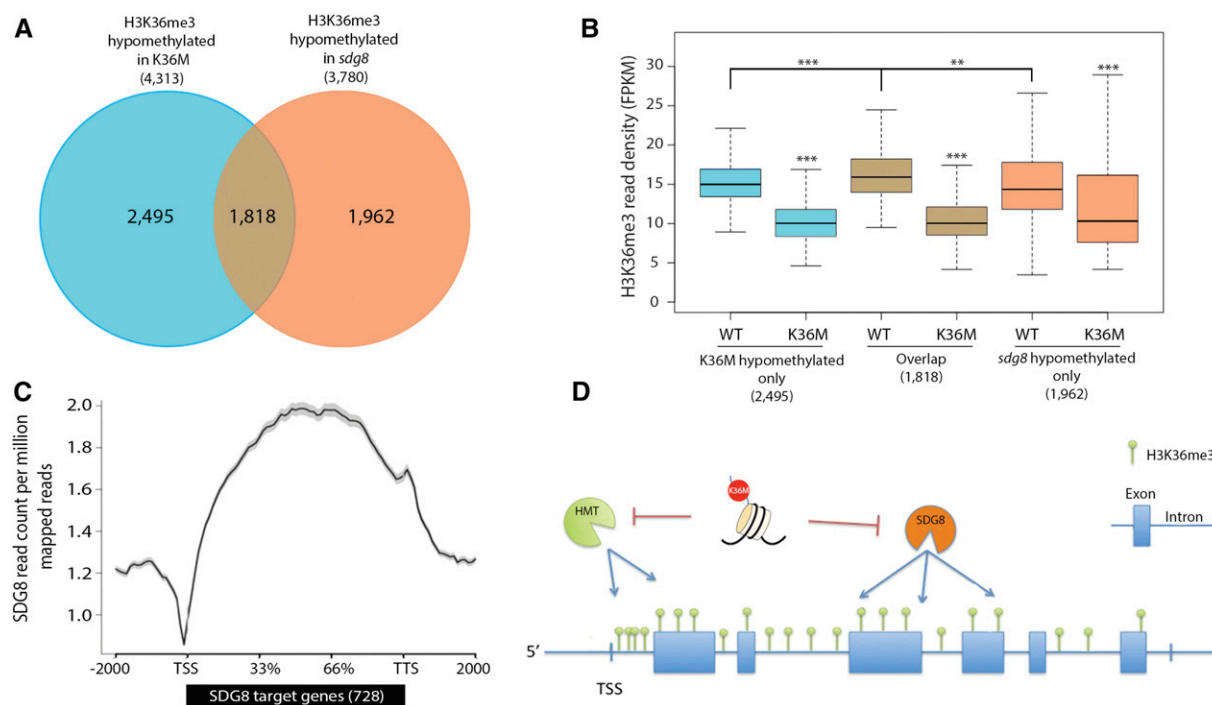 A
H3K36me3
hypomethylated
in K36M
(4,313)
H3K36me3
hypomethylated
in sdg8
(3,780)
2,495
1,818
1,962
B
H3K36me3 read density (FPKM)
30
25
20
15
10
5
0
***
**
***
***
***
WT
K36M
WT
K36M
WT
K36M
K36M hypomethylated
only
(2,495)
Overlap
(1,818)
sdg8 hypomethylated
only
(1,962)
C
SDG8 read count per million
mapped reads
2.0
1.8
1.6
1.4
1.2
1.0
-2000
TSS
33%
66%
TTS
2000
SDG8 target genes (728)
D
H3K36me3
Exon
Intron
HMT
K36M
SDG8
5′
TSS